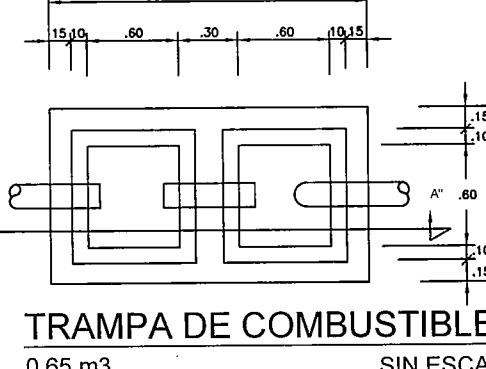 15 10 .60 .30 .60 10 15
.15
.10
A" .60
.10
.15
TRAMPA DE COMBUSTIBLE
0.65 m3 SIN ESCA